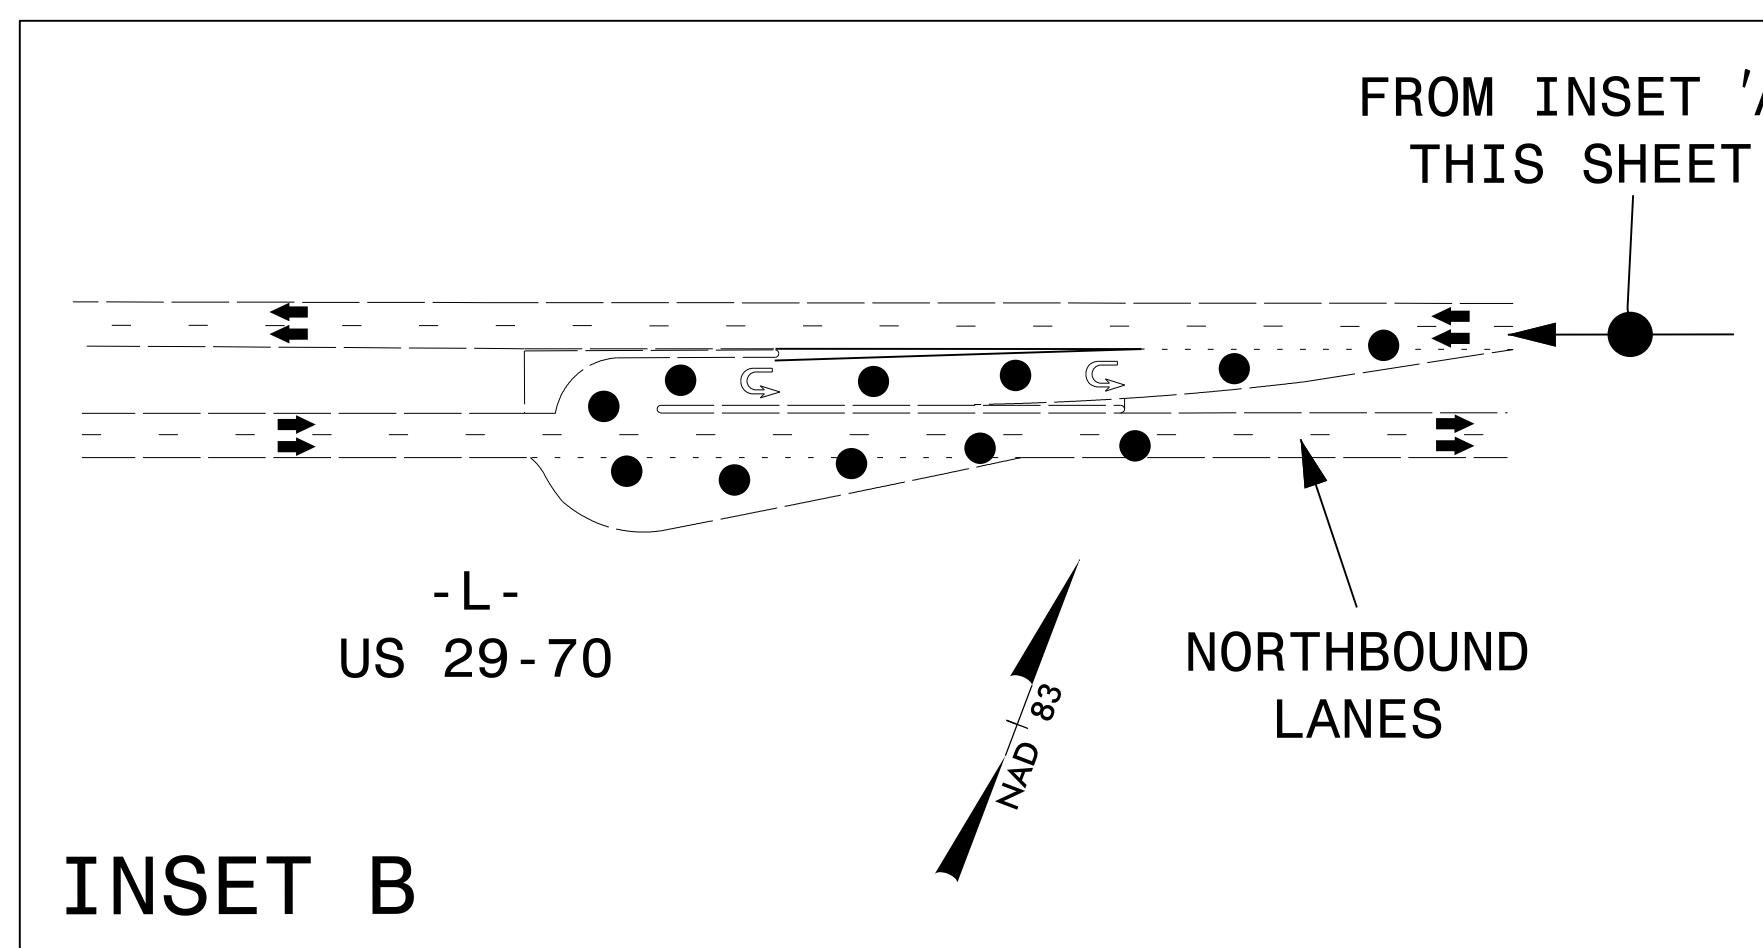 FROM INSET
THIS SHEET
-L-
US 29-70
NAD 83
NORTHBOUND
LANES
INSET B